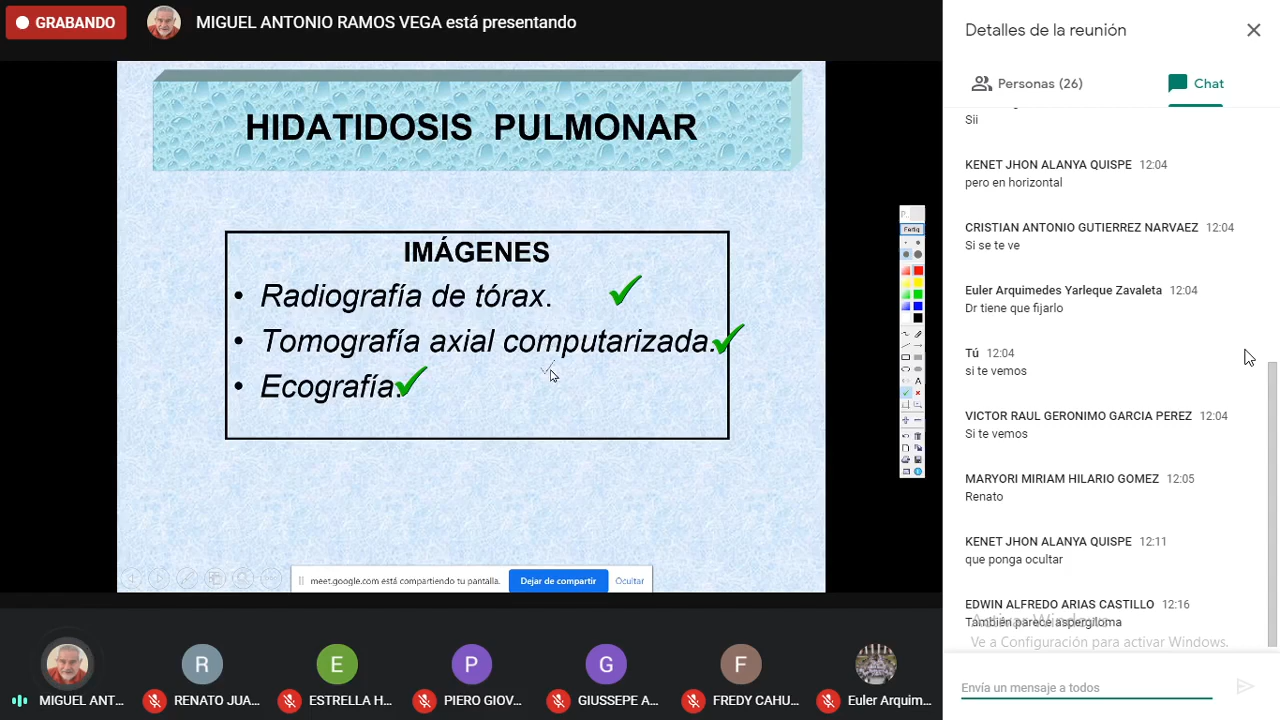 GRABANDO
MIGUEL ANTONIO RAMOS VEGA está presentando
HIDATIDOSIS PULMONAR
IMÁGENES
• Radiografía de tórax.
• Tomografía axial computarizada.
• Ecografía.
meet.google.com está compartiendo tu pantalla.
Dejar de compartir
Ocultar
MIGUEL ANT...
R
RENATO JUA...
E
ESTRELLA H...
P
PIERO GIOV...
G
GIUSSEPE A...
F
FREDY CAHU...
Euler Arquim...
Detalles de la reunión
Personas (26)
Chat
Sii
KENET JHON ALANYA QUISPE 12:04
pero en horizontal
CRISTIAN ANTONIO GUTIERREZ NARVAEZ 12:04
Si se te ve
Euler Arquimedes Yarleque Zavaleta 12:04
Dr tiene que fijarlo
Tú 12:04
si te vemos
VICTOR RAUL GERONIMO GARCIA PEREZ 12:04
Si te vemos
MARYORI MIRIAM HILARIO GOMEZ 12:05
Renato
KENET JHON ALANYA QUISPE 12:11
que ponga ocultar
EDWIN ALFREDO ARIAS CASTILLO 12:16
También parece aspergiloma
Activar Windows
Ve a Configuración para activar Windows.
Envía un mensaje a todos